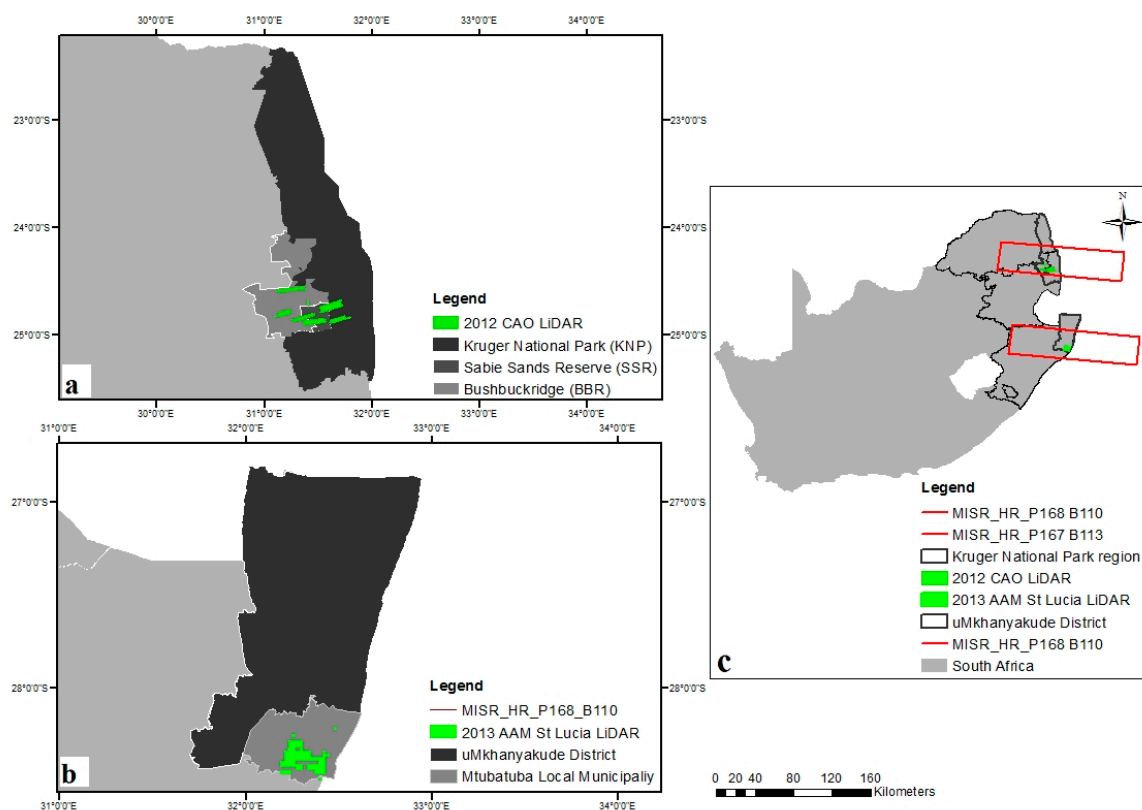 30°0'0"E 31°0'0"E 32°0'0"E 33°0'0"E 34°0'0"E
23°0'0"S 23°0'0"S
24°0'0"S 24°0'0"S
25°0'0"S 25°0'0"S
Legend
2012 CAO LiDAR
Kruger National Park (KNP)
Sabie Sands Reserve (SSR)
Bushbuckridge (BBR)
a
30°0'0"E 31°0'0"E 32°0'0"E 33°0'0"E 34°0'0"E
31°0'0"E 32°0'0"E 33°0'0"E 34°0'0"E
27°0'0"S 27°0'0"S
28°0'0"S 28°0'0"S
Legend
MISR_HR_P168_B110
2013 AAM St Lucia LiDAR
uMkhanyakude District
Mtubatuba Local Municipaliy
b
31°0'0"E 32°0'0"E 33°0'0"E 34°0'0"E
N
Legend
MISR_HR_P168 B110
MISR_HR_P167 B113
Kruger National Park region
2012 CAO LiDAR
2013 AAM St Lucia LiDAR
uMkhanyakude District
MISR_HR_P168 B110
South Africa
c
0 20 40 80 120 160
Kilometers